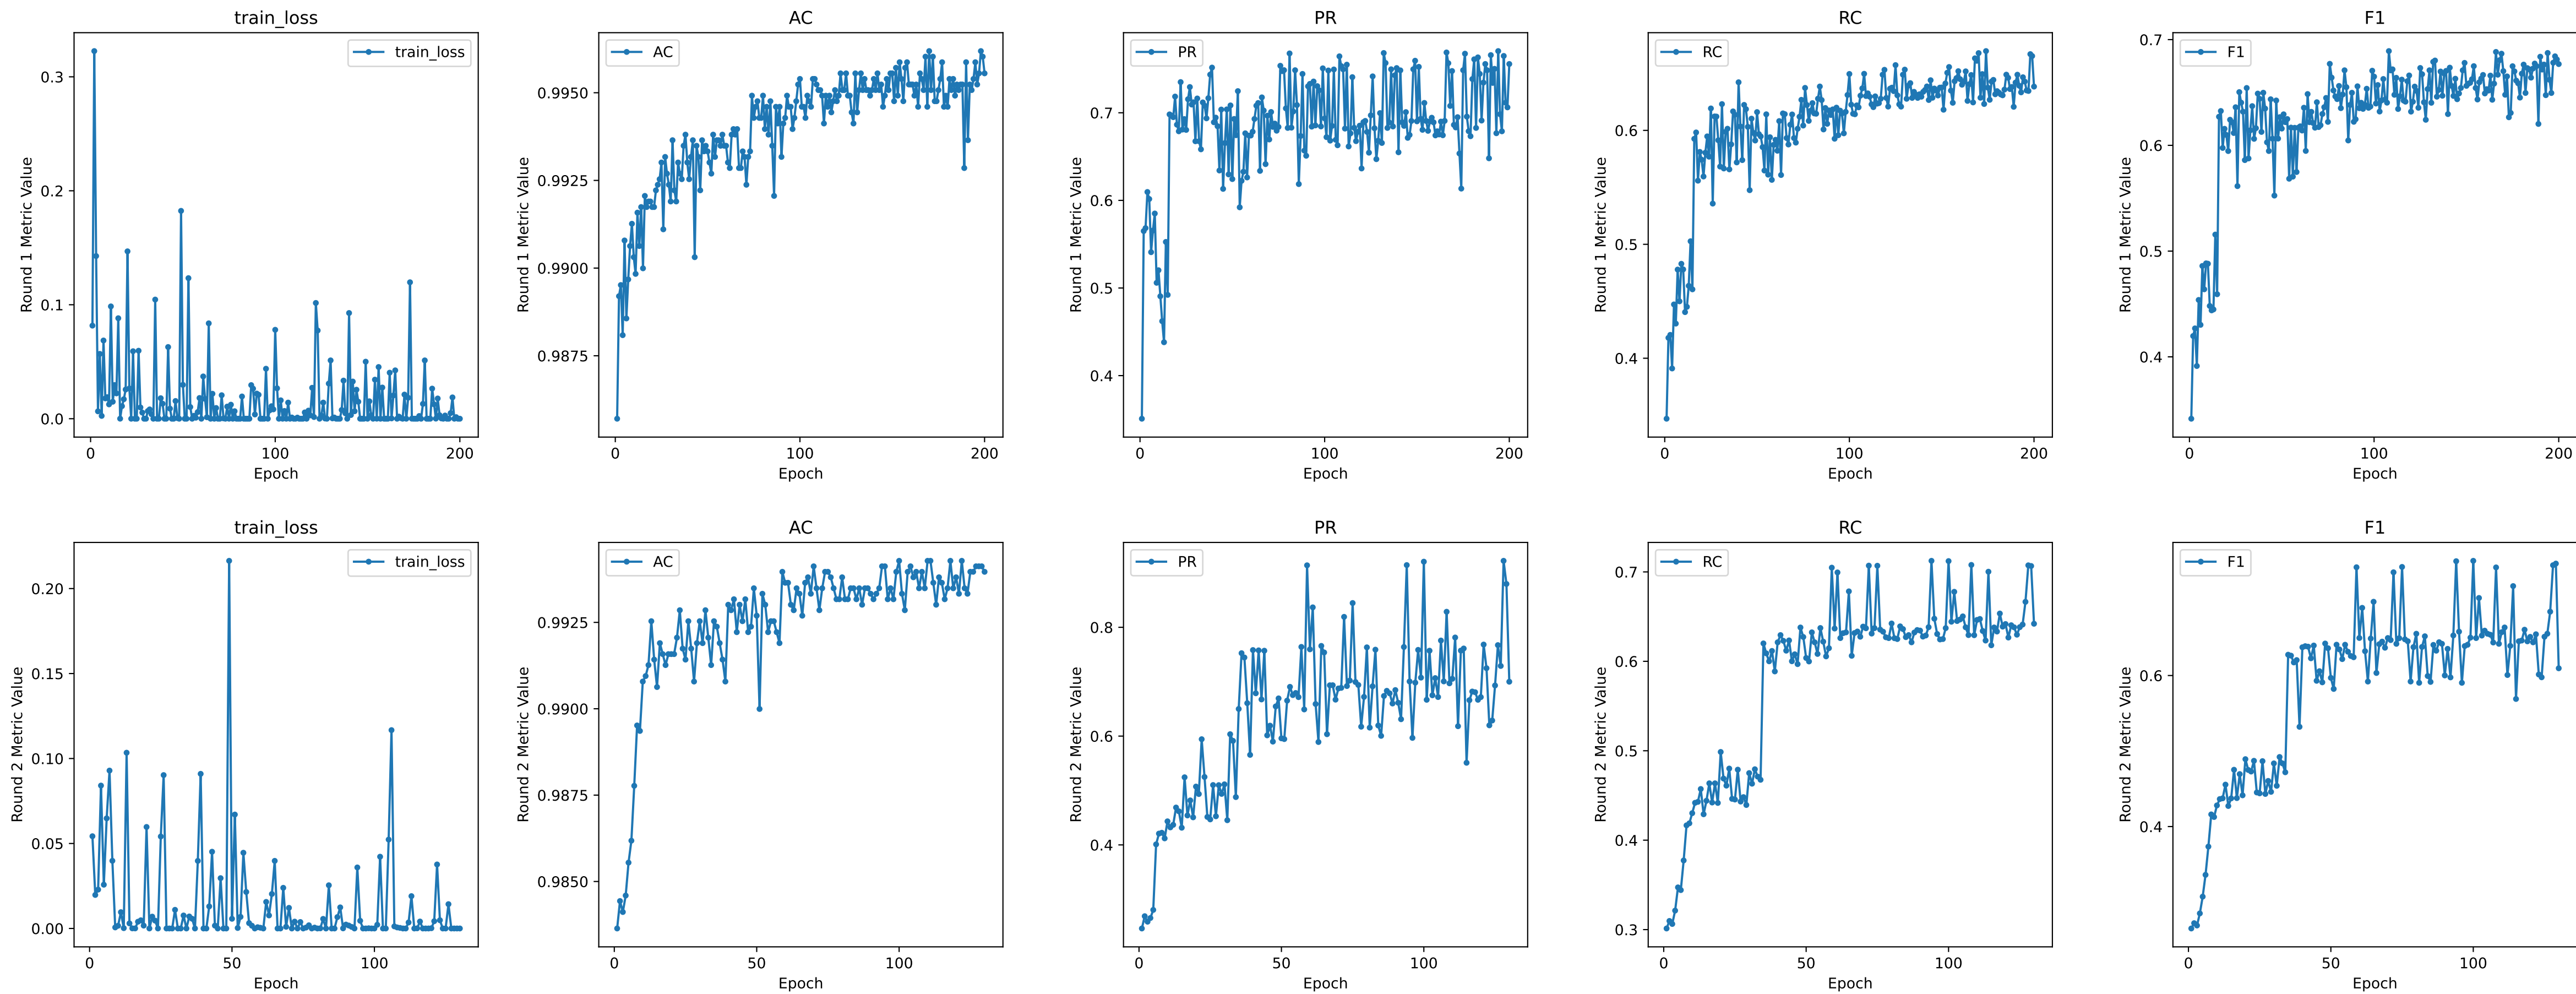 train_loss
AC
PR
RC
F1
train_loss
AC
PR
RC
F1
Round 1 Metric Value
0.3
0.2
0.1
0.0
0
100
200
Epoch
Round 1 Metric Value
0.9950
0.9925
0.9900
0.9875
0
100
200
Epoch
Round 1 Metric Value
0.7
0.6
0.5
0.4
0
100
200
Epoch
Round 1 Metric Value
0.6
0.5
0.4
0
100
200
Epoch
Round 1 Metric Value
0.7
0.6
0.5
0.4
0
100
200
Epoch
train_loss
AC
PR
RC
F1
train_loss
AC
PR
RC
F1
Round 2 Metric Value
0.20
0.15
0.10
0.05
0.00
0
50
100
Epoch
Round 2 Metric Value
0.9925
0.9900
0.9875
0.9850
0
50
100
Epoch
Round 2 Metric Value
0.8
0.6
0.4
0
50
100
Epoch
Round 2 Metric Value
0.7
0.6
0.5
0.4
0.3
0
50
100
Epoch
Round 2 Metric Value
0.6
0.4
0
50
100
Epoch